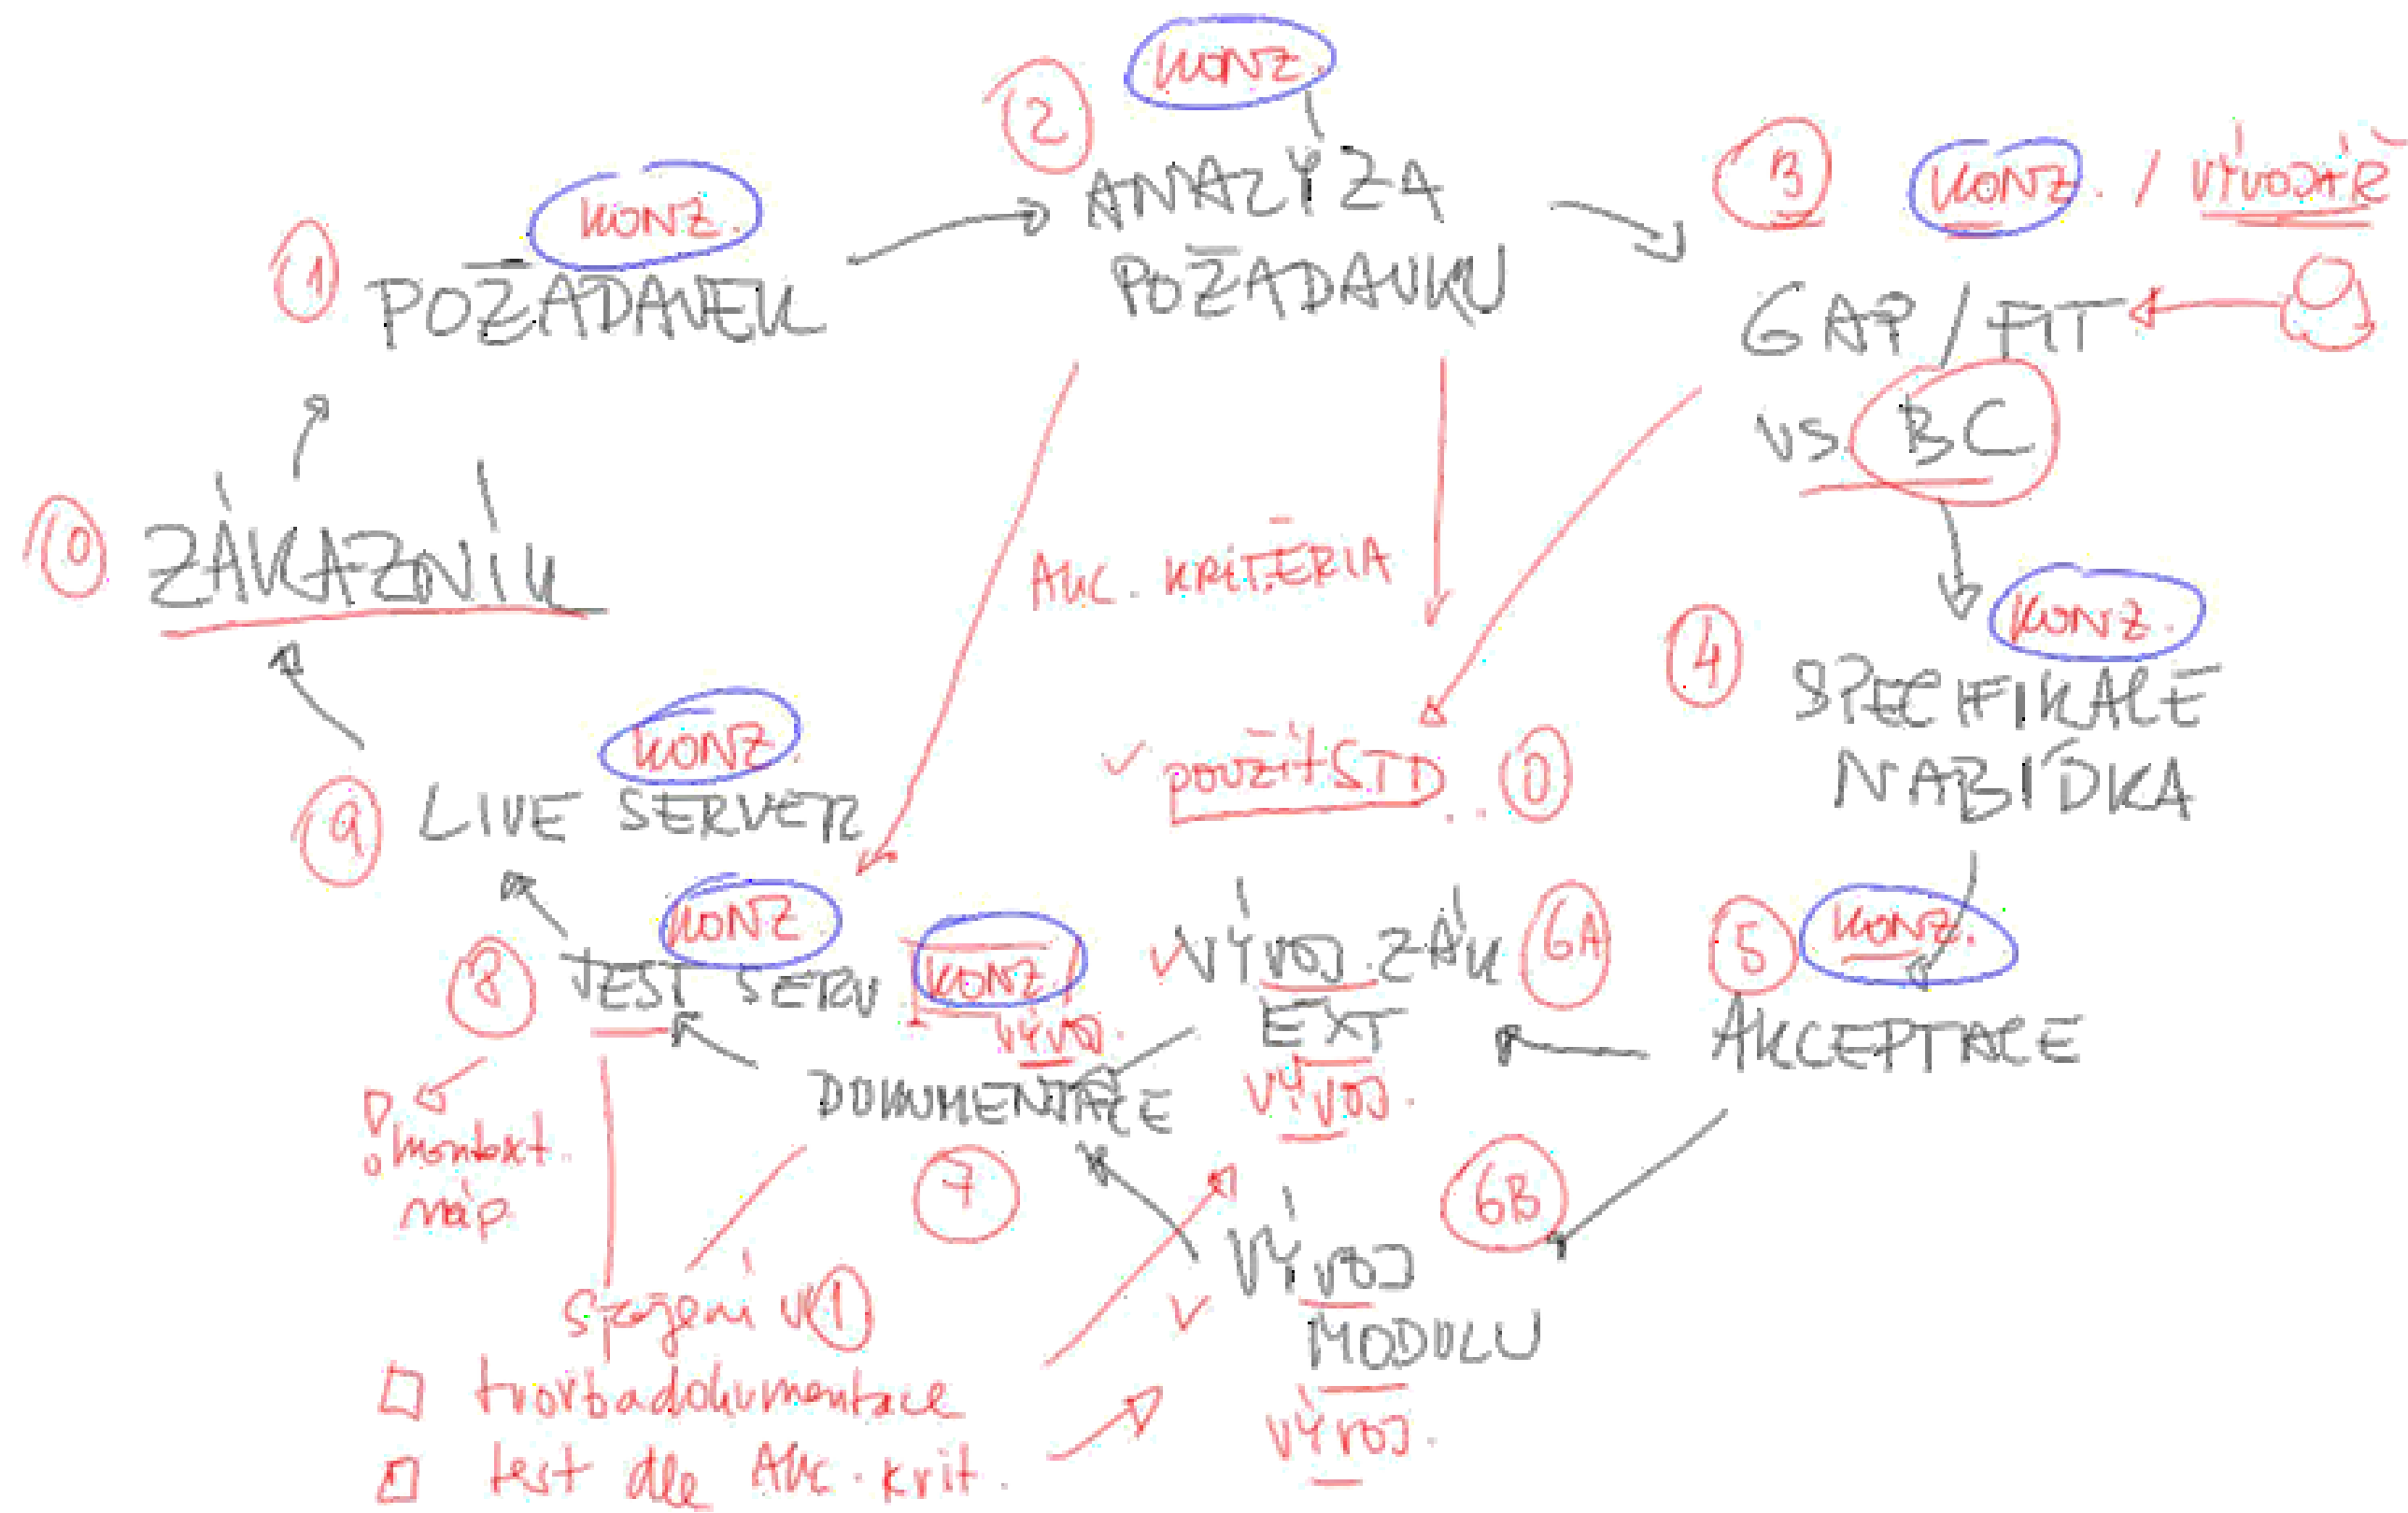 KONZ.
2
ANALÝZA
POŽADAVKU
KONZ.
1
POŽADAVEK
3
KONZ. / VÝVOJÁŘ
GAP / FIT
VS. BC
10
ZÁKAZNÍK
AKC. KRITÉRIA
KONZ.
4
SPECIFIKACE
NABÍDKA
KONZ.
9
LIVE SERVER
použít STD .. 0
KONZ
8
TEST SERV
KONZ. /
VÝVOJ.
VÝVOJ ZÁK
EXT
VÝVOJ.
6A
5
KONZ.
AKCEPTACE
DOKUMENTACE
7
kontext.
náp.
6B
VÝVOJ
MODULU
VÝVOJ.
spojení v 1
tvorba dokumentace
test dle Akc. krit.